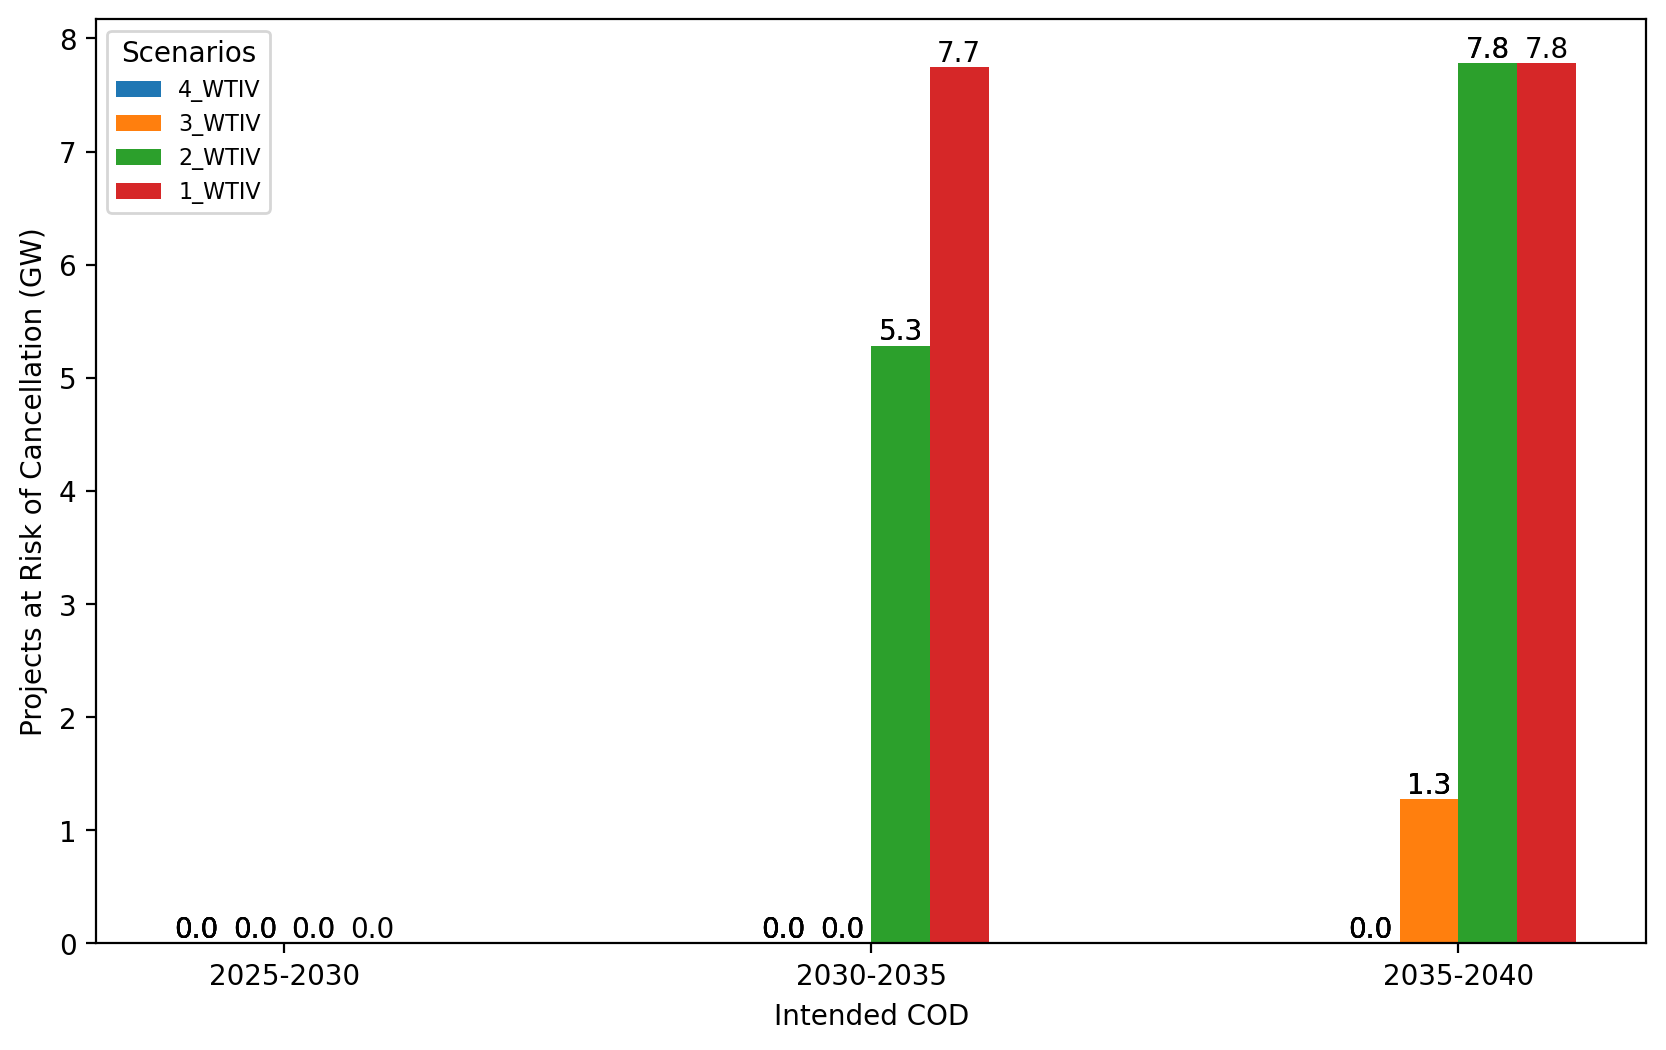 Scenarios
4_WTIV
3_WTIV
2_WTIV
1_WTIV
Projects at Risk of Cancellation (GW)
8
7
6
5
4
3
2
1
0
0.0 0.0 0.0 0.0
0.0 0.0 5.3 7.7
0.0 1.3 7.8 7.8
2025-2030 2030-2035 2035-2040
Intended COD